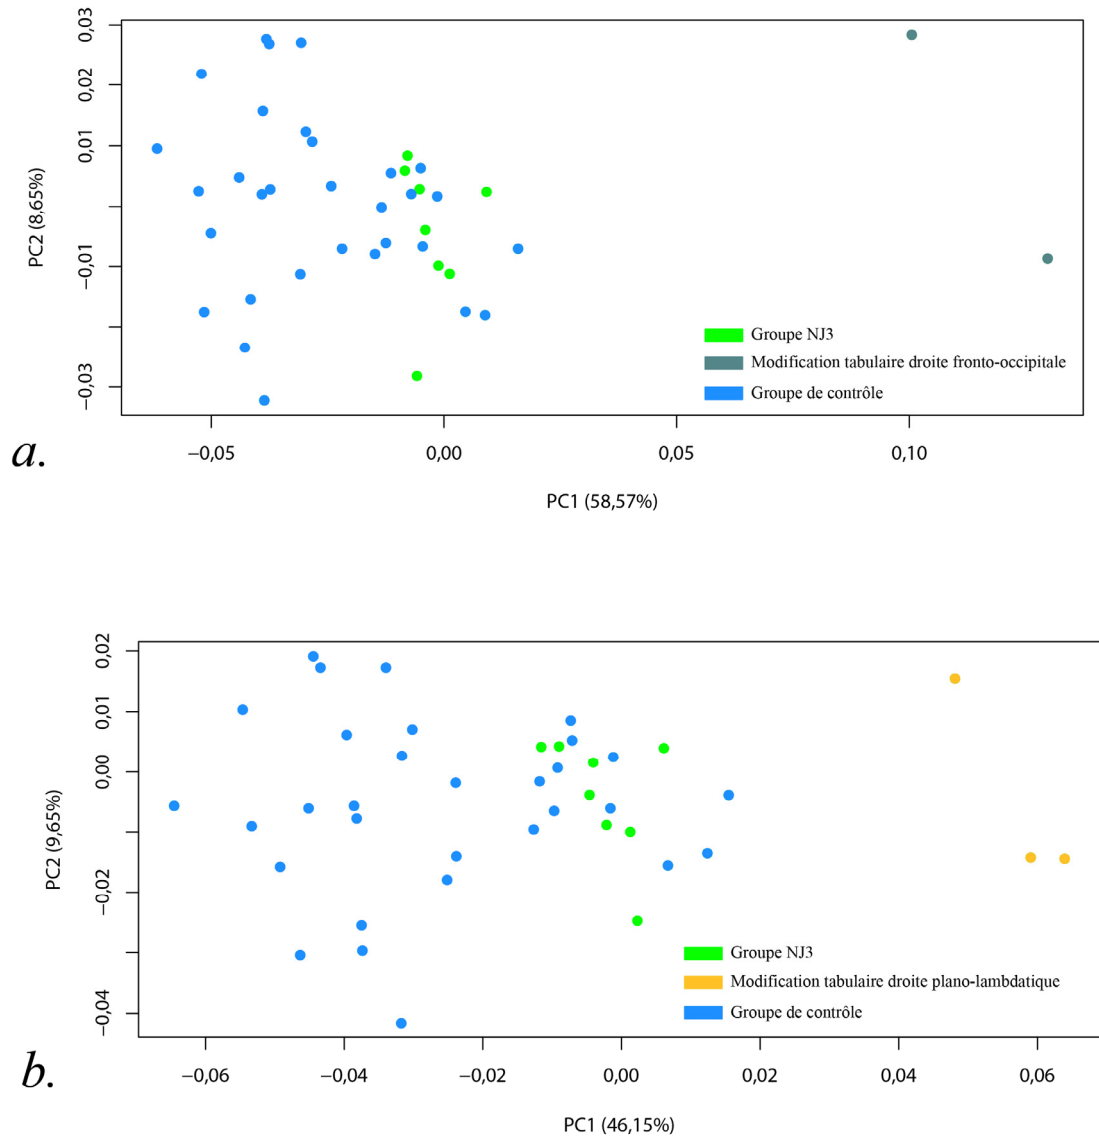 0,03
0,02
0,01
−0,01
−0,03
PC2 (8,65%)
Groupe NJ3
Modification tabulaire droite fronto-occipitale
Groupe de contrôle
a.
−0,05 0,00 0,05 0,10
PC1 (58,57%)
0,02
0,01
0,00
−0,02
−0,04
PC2 (9,65%)
Groupe NJ3
Modification tabulaire droite plano-lambdatique
Groupe de contrôle
b.
−0,06 −0,04 −0,02 0,00 0,02 0,04 0,06
PC1 (46,15%)